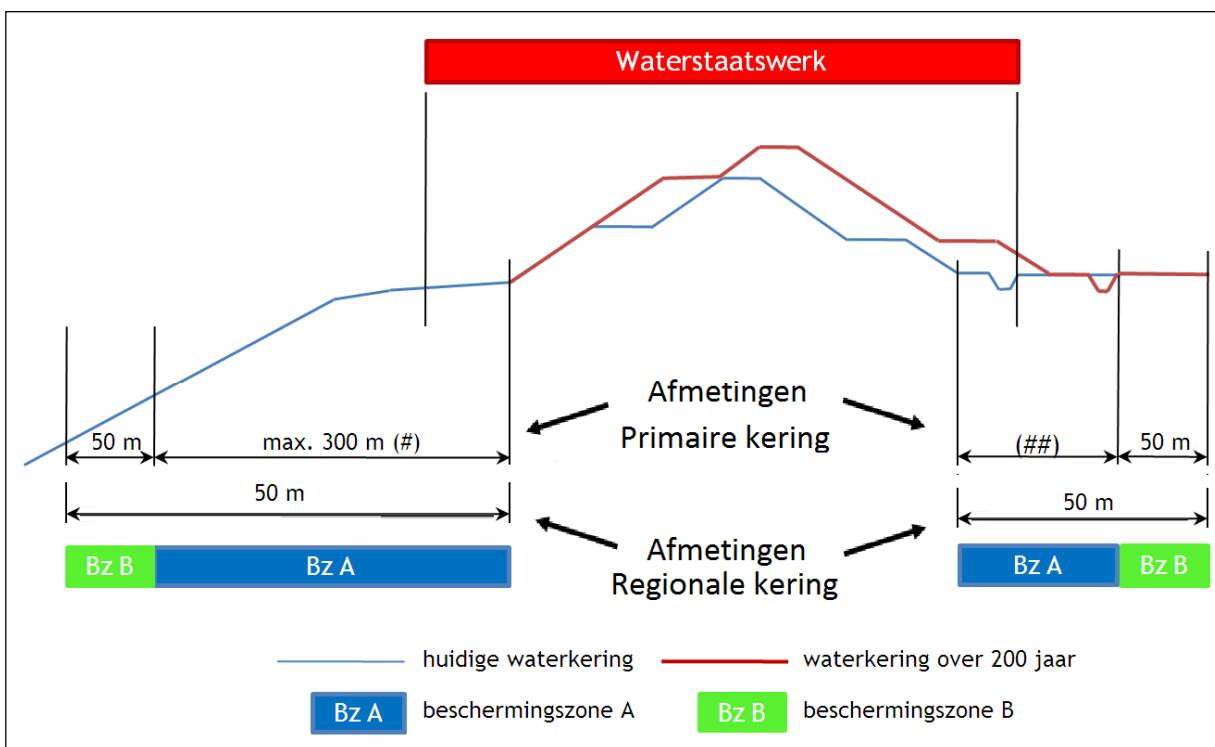 Waterstaatswerk
Afmetingen
Primaire kering
50 m
max. 300 m (#)
(##)
50 m
50 m
50 m
Afmetingen
Regionale kering
Bz B
Bz A
Bz A
Bz B
huidige waterkering
waterkering over 200 jaar
Bz A
beschermingszone A
Bz B
beschermingszone B